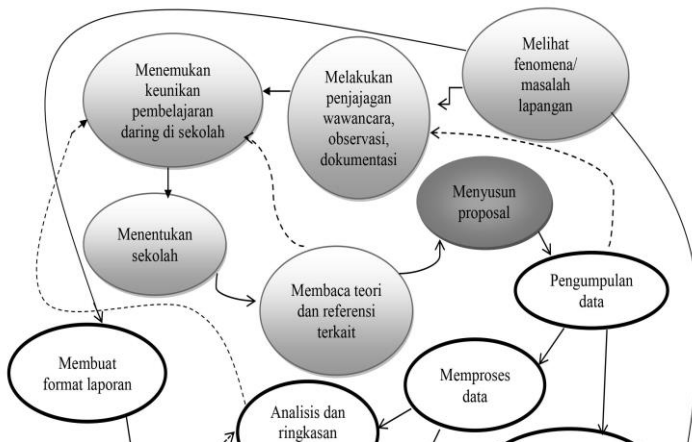 Melihat
fenomena/
masalah
lapangan
Melakukan
penjajagan
wawancara,
observasi,
dokumentasi
Menemukan
keunikan
pembelajaran
daring di sekolah
Menentukan
sekolah
Membaca teori
dan referensi
terkait
Menyusun
proposal
Pengumpulan
data
Memproses
data
Analisis dan
ringkasan
Membuat
format laporan